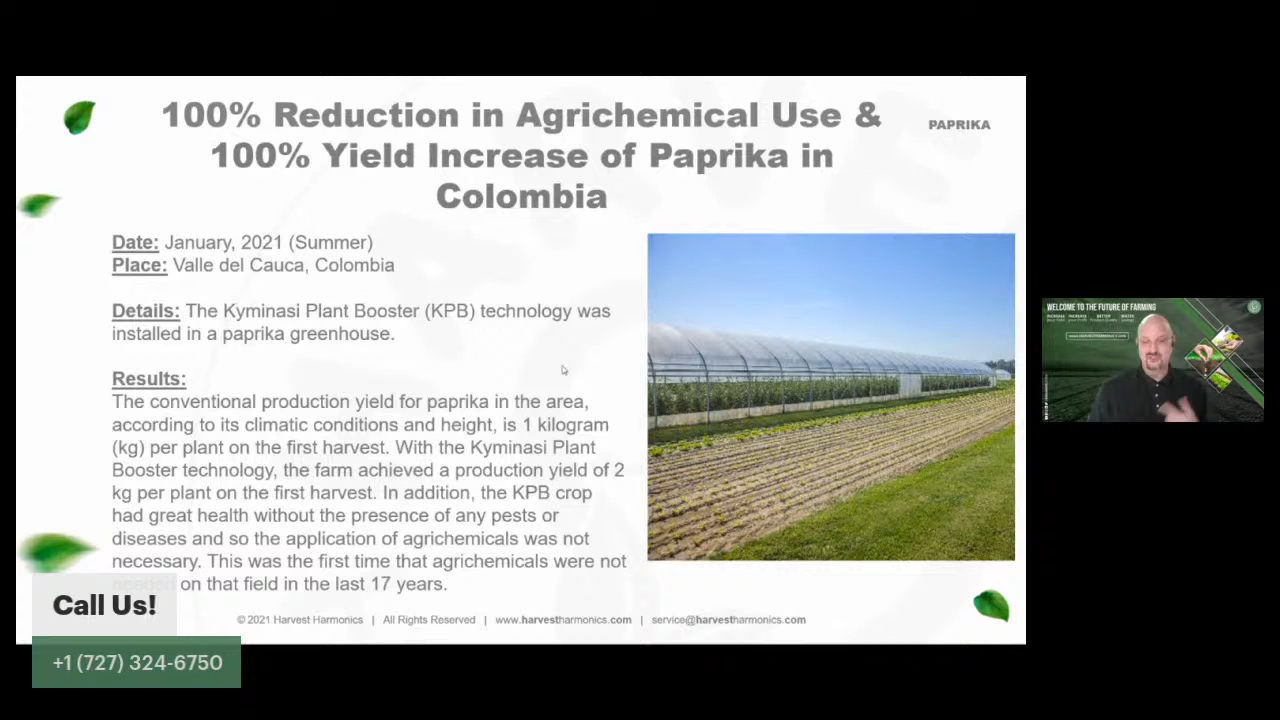 100% Reduction in Agrichemical Use &
100% Yield Increase of Paprika in
Colombia
PAPRIKA
Date: January, 2021 (Summer)
Place: Valle del Cauca, Colombia
Details: The Kyminasi Plant Booster (KPB) technology was
installed in a paprika greenhouse.
Results:
The conventional production yield for paprika in the area,
according to its climatic conditions and height, is 1 kilogram
(kg) per plant on the first harvest. With the Kyminasi Plant
Booster technology, the farm achieved a production yield of 2
kg per plant on the first harvest. In addition, the KPB crop
had great health without the presence of any pests or
diseases and so the application of agrichemicals was not
necessary. This was the first time that agrichemicals were not
needed on that field in the last 17 years.
© 2021 Harvest Harmonics | All Rights Reserved | www.harvestharmonics.com | service@harvestharmonics.com
Call Us!
+1 (727) 324-6750
WELCOME TO THE FUTURE OF FARMING